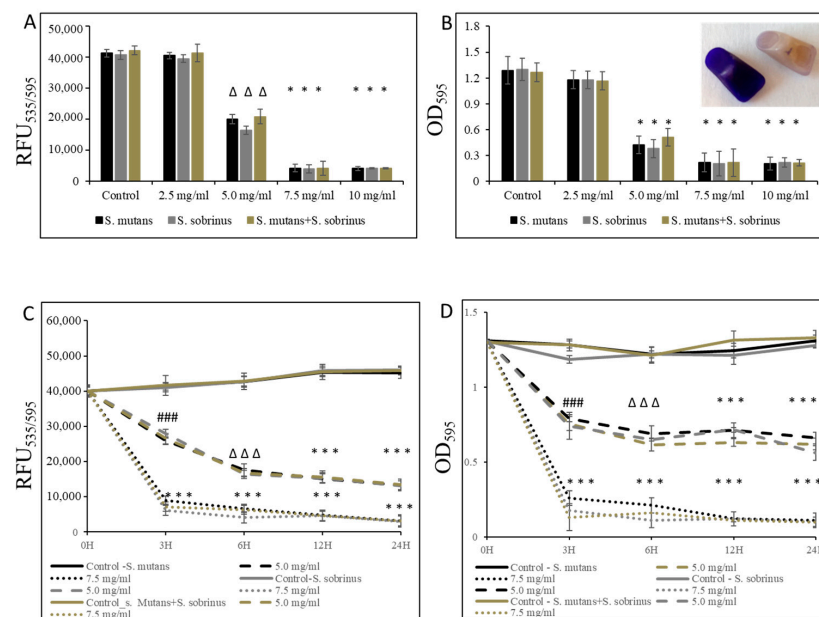 A
RFU535/595
50,000
40,000
30,000
20,000
10,000
0
Δ Δ Δ
* * *
* * *
Control
2.5 mg/ml
5.0 mg/ml
7.5 mg/ml
10 mg/ml
S. mutans
S. sobrinus
S. mutans+S. sobrinus
B
OD595
1.8
1.5
1.2
0.9
0.6
0.3
0
* * *
* * *
* * *
Control
2.5 mg/ml
5.0 mg/ml
7.5 mg/ml
10 mg/ml
S. mutans
S. sobrinus
S. mutans+S. sobrinus
C
RFU535/595
60,000
50,000
40,000
30,000
20,000
10,000
0
###
Δ Δ Δ
* * *
* * *
* * *
* * *
* * *
* * *
0H
3H
6H
12H
24H
Control -S. mutans
5.0 mg/ml
7.5 mg/ml
Control-S. sobrinus
5.0 mg/ml
7.5 mg/ml
Control_s. Mutans+S. sobrinus
5.0 mg/ml
7.5 mg/ml
D
OD595
1.5
1
0.5
0
###
Δ Δ Δ
* * *
* * *
* * *
* * *
* * *
* * *
0H
3H
6H
12H
24H
Control - S. mutans
5.0 mg/ml
7.5 mg/ml
Control - S. sobrinus
5.0 mg/ml
7.5 mg/ml
Control - S. mutans+S. sobrinus
5.0 mg/ml
7.5 mg/ml